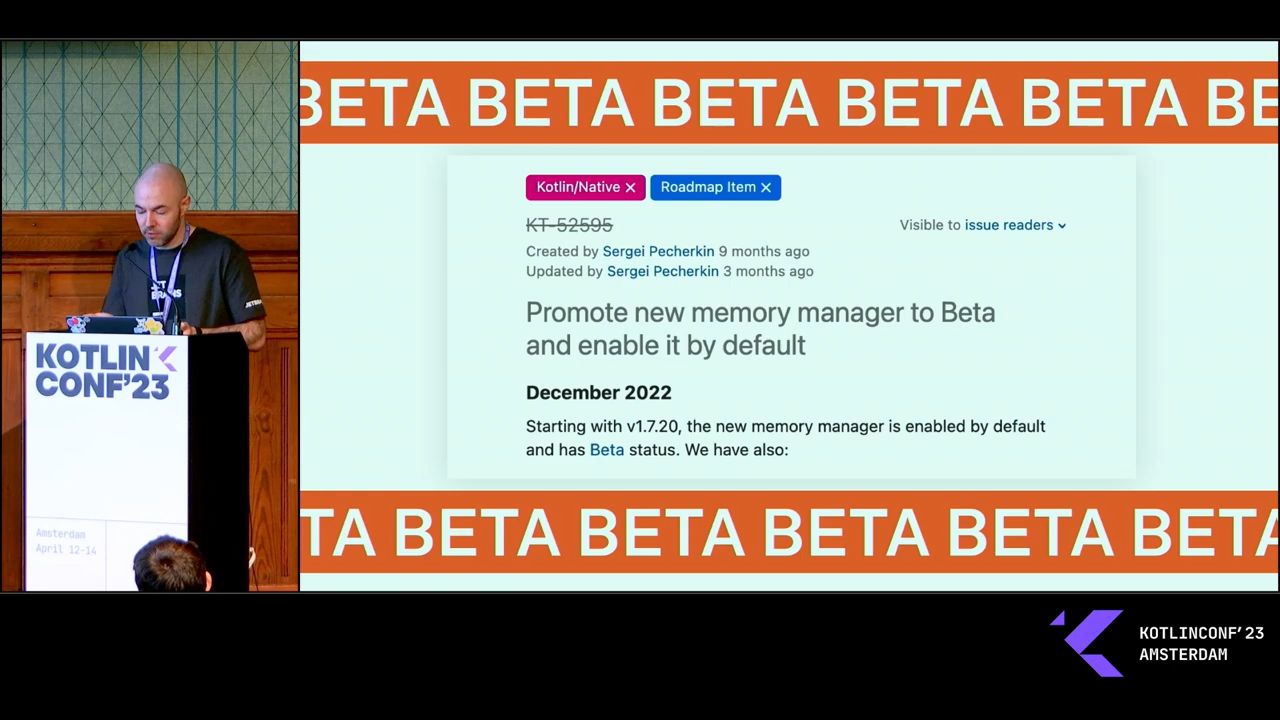 BETA BETA BETA BETA BETA BE
Kotlin/Native × Roadmap Item ×
KT-52595
Visible to issue readers
Created by Sergei Pecherkin 9 months ago
Updated by Sergei Pecherkin 3 months ago
Promote new memory manager to Beta
and enable it by default
December 2022
Starting with v1.7.20, the new memory manager is enabled by default
and has Beta status. We have also:
TA BETA BETA BETA BETA BETA
JET
BRAINS
KOTLIN
CONF'23
Amsterdam
April 12-14
KOTLINCONF'23
AMSTERDAM